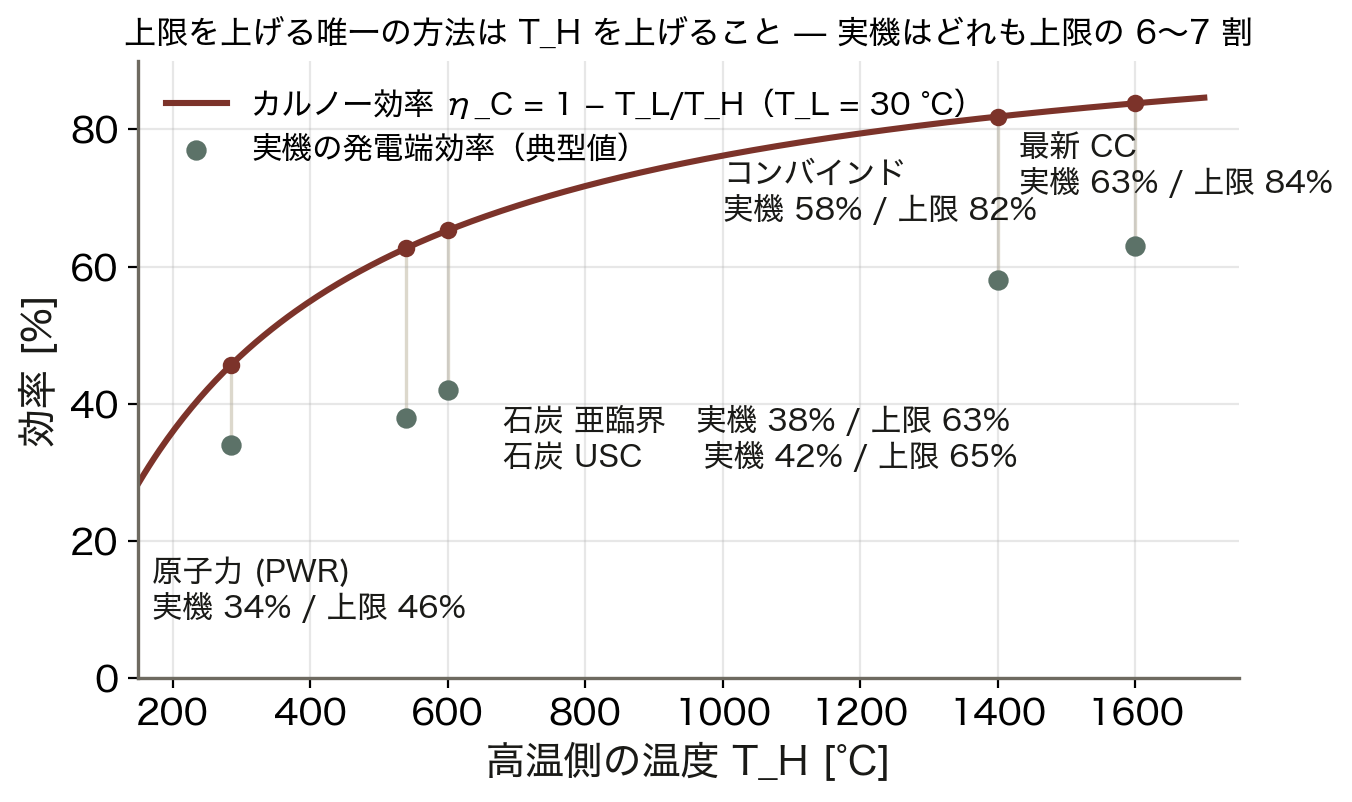 上限を上げる唯一の方法は T_H を上げること — 実機はどれも上限の 6〜7 割
カルノー効率 η_C = 1 − T_L/T_H（T_L = 30 °C）
実機の発電端効率（典型値）
コンバインド
実機 58% / 上限 82%
最新 CC
実機 63% / 上限 84%
石炭 亜臨界 実機 38% / 上限 63%
石炭 USC 実機 42% / 上限 65%
原子力 (PWR)
実機 34% / 上限 46%
効率 [%]
80
60
40
20
0
200 400 600 800 1000 1200 1400 1600
高温側の温度 T_H [°C]